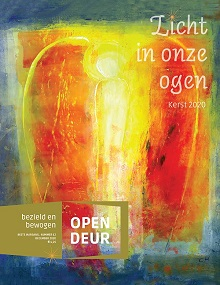 Licht
in onze
ogen
Kerst 2020
bezield en
bewogen
OPEN
DEUR